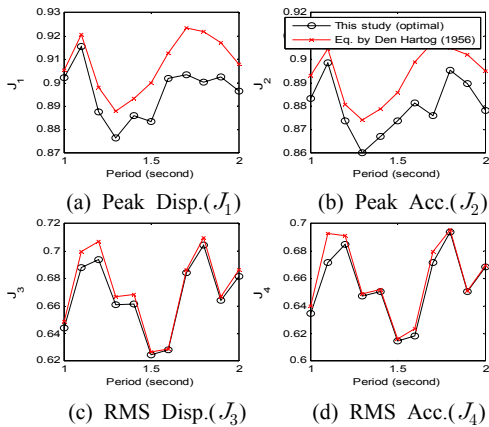 This study (optimal)
Eq. by Den Hartog (1956)
0.93
0.92
0.91
0.9
0.89
0.88
0.87
J1
1
1.5
2
Period (second)
(a) Peak Disp.(J1)
0.92
0.9
0.88
0.86
J2
1
1.5
2
Period (second)
(b) Peak Acc.(J2)
0.72
0.7
0.68
0.66
0.64
0.62
J3
1
1.5
2
Period (second)
(c) RMS Disp.(J3)
0.7
0.68
0.66
0.64
0.62
0.6
J4
1
1.5
2
Period (second)
(d) RMS Acc.(J4)